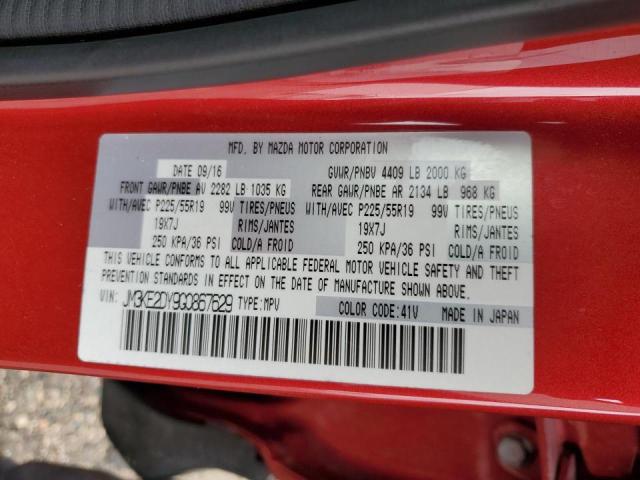 MFD. BY MAZDA MOTOR CORPORATION
DATE 09/16 GVWR/PNBV 4409 LB 2000 KG
FRONT GAWR/PNBE AV 2282 LB 1035 KG REAR GAWR/PNBE AR 2134 LB 968 KG
WITH/AVEC P225/55R19 99V TIRES/PNEUS WITH/AVEC P225/55R19 99V TIRES/PNEUS
19X7J RIMS/JANTES 19X7J RIMS/JANTES
250 KPA/36 PSI COLD/A FROID 250 KPA/36 PSI COLD/A FROID
THIS VEHICLE CONFORMS TO ALL APPLICABLE FEDERAL MOTOR VEHICLE SAFETY AND THEFT
PREVENTION STANDARDS IN EFFECT ON THE DATE OF MANUFACTURE SHOWN ABOVE.
VIN: JM3KE2DY9G0867629 TYPE:MPV COLOR CODE:41V MADE IN JAPAN